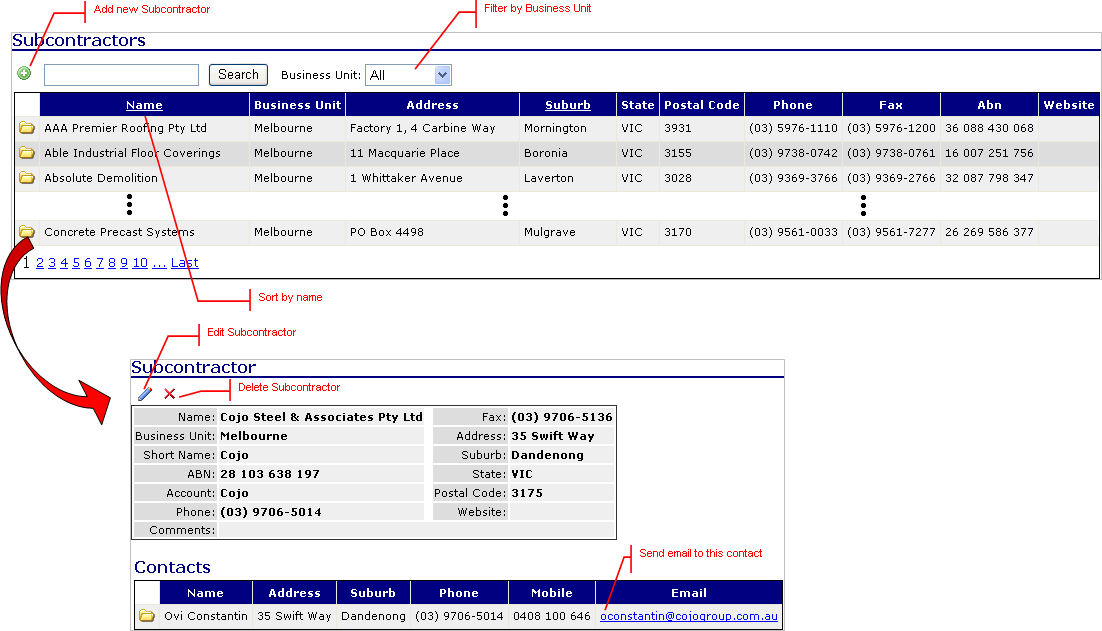 Add new Subcontractor
Filter by Business Unit
Subcontractors
Search Business Unit: All
Name Business Unit Address Suburb State Postal Code Phone Fax Abn Website
AAA Premier Roofing Pty Ltd Melbourne Factory 1, 4 Carbine Way Mornington VIC 3931 (03) 5976-1110 (03) 5976-1200 36 088 430 068
Able Industrial Floor Coverings Melbourne 11 Macquarie Place Boronia VIC 3155 (03) 9738-0742 (03) 9738-0761 16 007 251 756
Absolute Demolition Melbourne 1 Whittaker Avenue Laverton VIC 3028 (03) 9369-3766 (03) 9369-2766 32 087 798 347
Concrete Precast Systems Melbourne PO Box 4498 Mulgrave VIC 3170 (03) 9561-0033 (03) 9561-7277 26 269 586 377
1 2 3 4 5 6 7 8 9 10 ... Last
Sort by name
Edit Subcontractor
Subcontractor
Delete Subcontractor
Name: Cojo Steel & Associates Pty Ltd Fax: (03) 9706-5136
Business Unit: Melbourne Address: 35 Swift Way
Short Name: Cojo Suburb: Dandenong
ABN: 28 103 638 197 State: VIC
Account: Cojo Postal Code: 3175
Phone: (03) 9706-5014 Website:
Comments:
Send email to this contact
Contacts
Name Address Suburb Phone Mobile Email
Ovi Constantin 35 Swift Way Dandenong (03) 9706-5014 0408 100 646 oconstantin@cojogroup.com.au